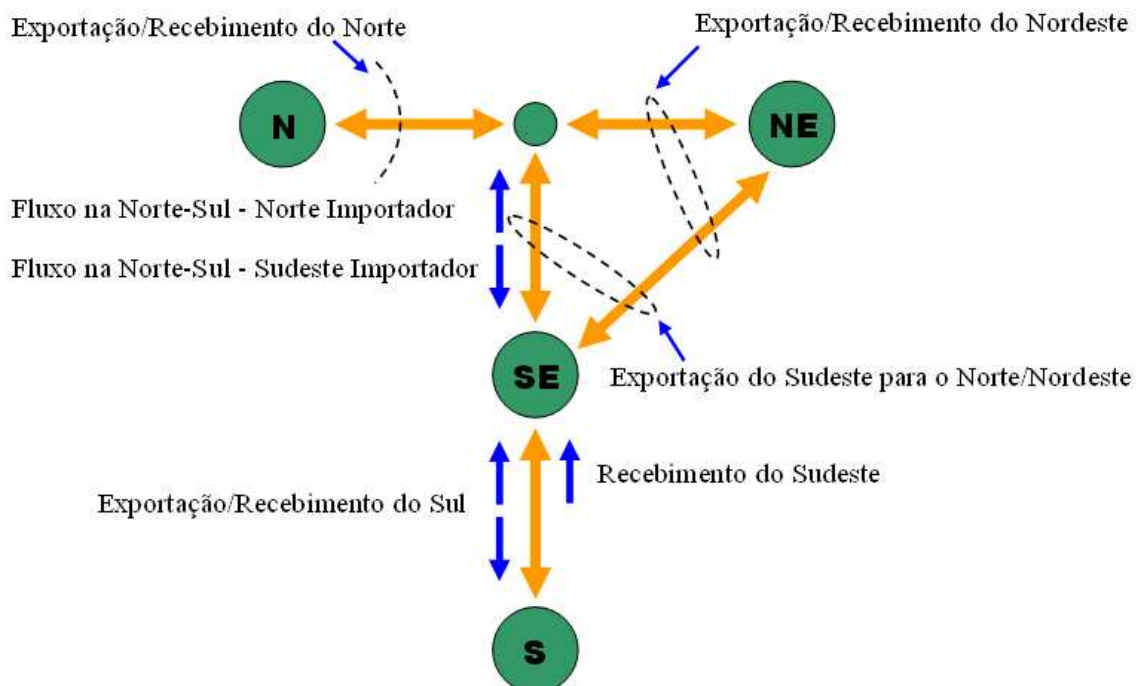 Exportação/Recebimento do Norte
Exportação/Recebimento do Nordeste
N
NE
Fluxo na Norte-Sul - Norte Importador
Fluxo na Norte-Sul - Sudeste Importador
SE
Exportação do Sudeste para o Norte/Nordeste
Recebimento do Sudeste
Exportação/Recebimento do Sul
S